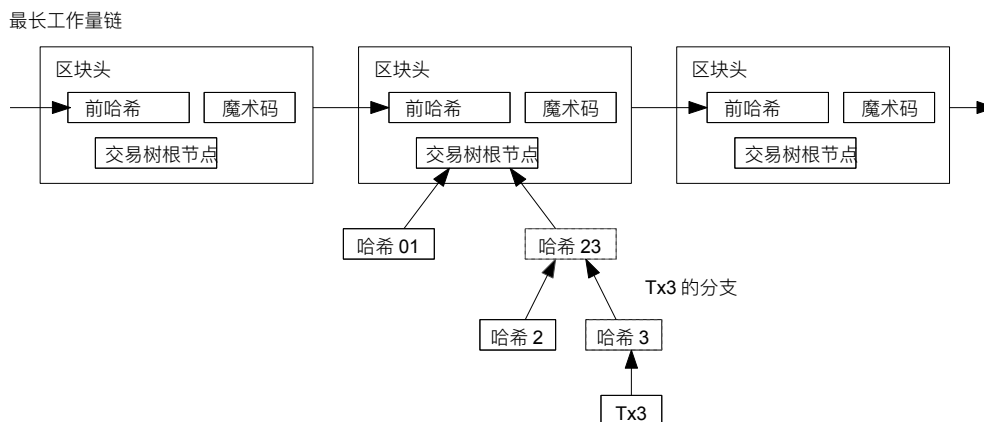 最长工作量链
区块头
区块头
区块头
前哈希
魔术码
前哈希
魔术码
前哈希
魔术码
交易树根节点
交易树根节点
交易树根节点
哈希 01
哈希 23
Tx3 的分支
哈希 2
哈希 3
Tx3